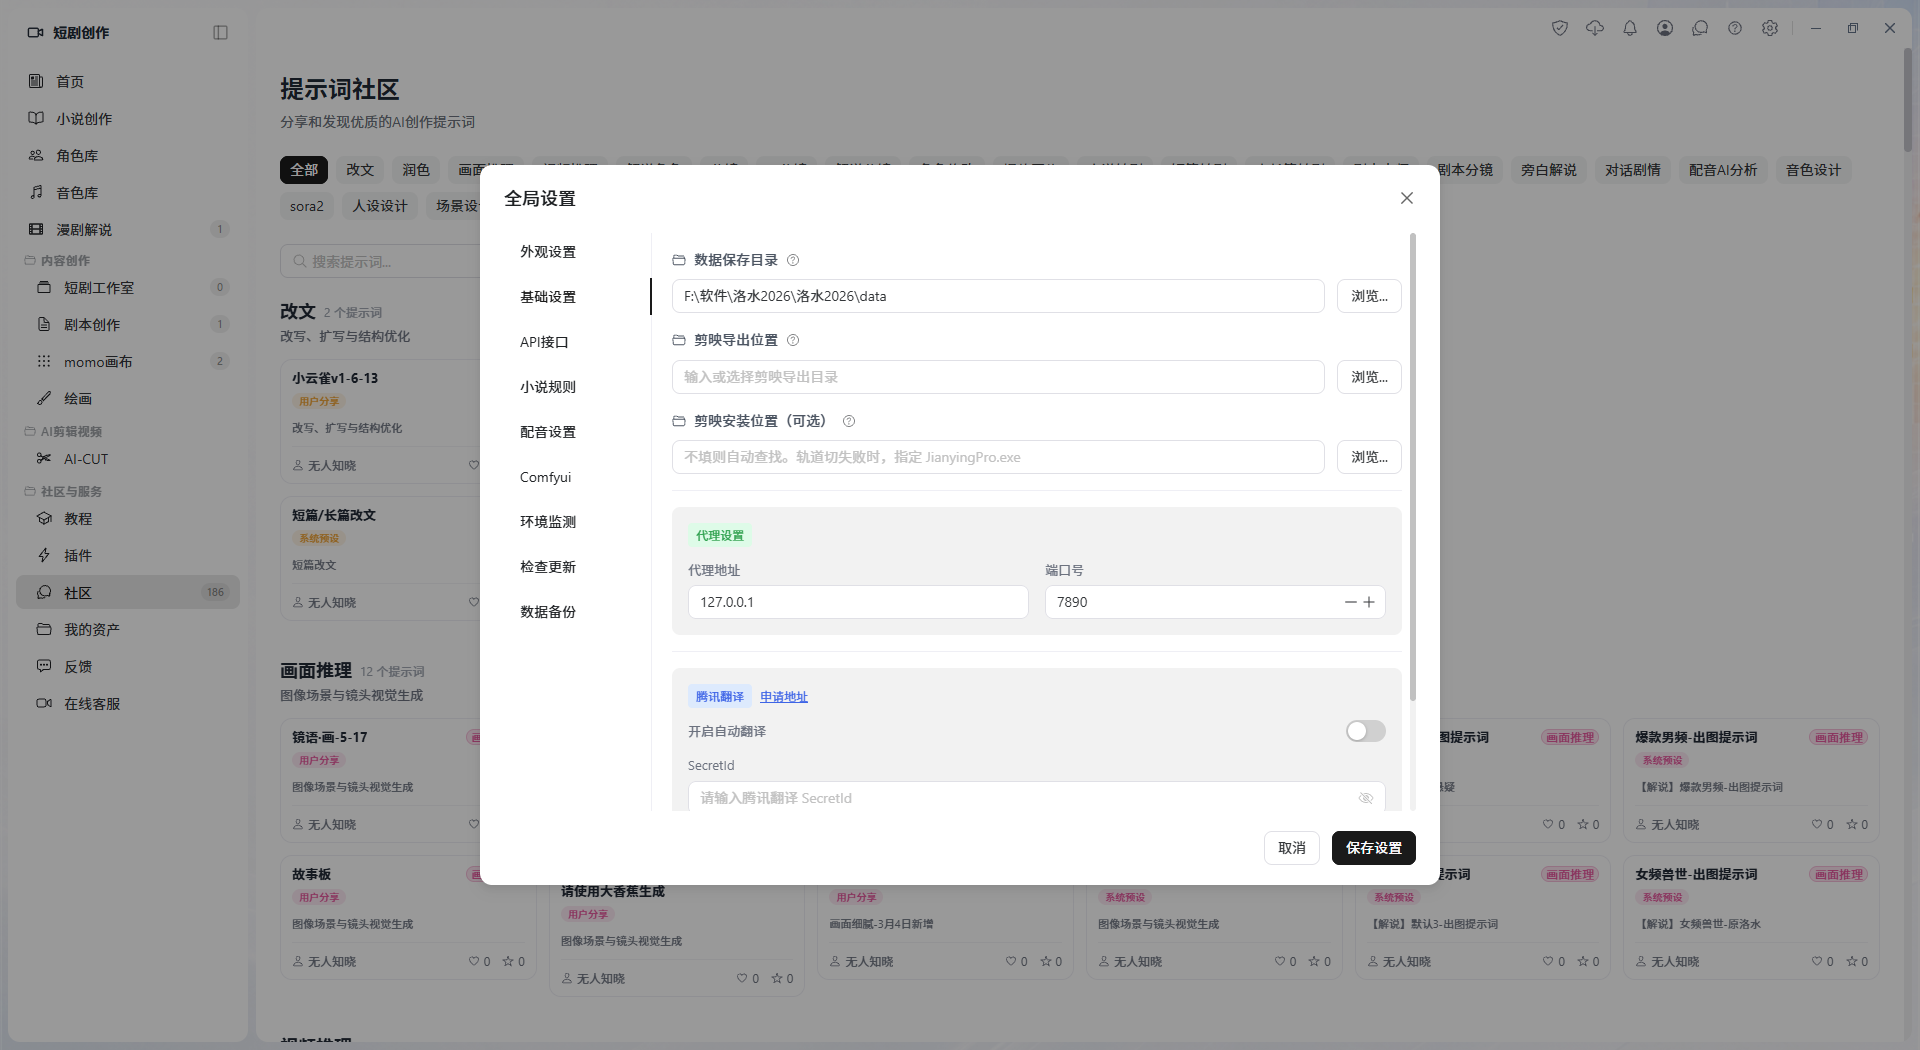 短剧创作
首页
小说创作
角色库
音色库
漫剧解说 1
内容创作
短剧工作室 0
剧本创作 1
momo画布 2
绘画
AI剪辑视频
AI-CUT
社区与服务
教程
插件
社区 186
我的资产
反馈
在线客服
提示词社区
分享和发现优质的AI创作提示词
全部 改文 润色 剧本分镜 旁白解说 对话剧情 配音AI分析 音色设计
sora2 人设设计 场景设
搜索提示词...
改文 2 个提示词
改写、扩写与结构优化
小云雀v1-6-13
用户分享
改写、扩写与结构优化
无人知晓
短篇/长篇改文
系统预设
短篇改文
无人知晓
画面推理 12 个提示词
图像场景与镜头视觉生成
镜语·画-5-17
用户分享
图像场景与镜头视觉生成
无人知晓
图提示词 画面推理
疑
0 0
爆款男频-出图提示词 画面推理
系统预设
【解说】爆款男频-出图提示词
无人知晓 0 0
故事板
用户分享
图像场景与镜头视觉生成
无人知晓 0 0
请使用大香蕉生成
用户分享
图像场景与镜头视觉生成
无人知晓 0 0
用户分享
画面细腻-3月4日新增
无人知晓 0 0
系统预设
图像场景与镜头视觉生成
无人知晓 0 0
示词 画面推理
系统预设
【解说】默认3-出图提示词
无人知晓 0 0
女频兽世-出图提示词 画面推理
系统预设
【解说】女频兽世-原洛水
无人知晓 0 0
全局设置
外观设置
基础设置
API接口
小说规则
配音设置
Comfyui
环境监测
检查更新
数据备份
数据保存目录
F:\软件\洛水2026\洛水2026\data 浏览...
剪映导出位置
输入或选择剪映导出目录 浏览...
剪映安装位置（可选）
不填则自动查找。轨道切失败时，指定 JianyingPro.exe 浏览...
代理设置
代理地址 端口号
127.0.0.1 7890
腾讯翻译 申请地址
开启自动翻译
SecretId
请输入腾讯翻译 SecretId
取消 保存设置